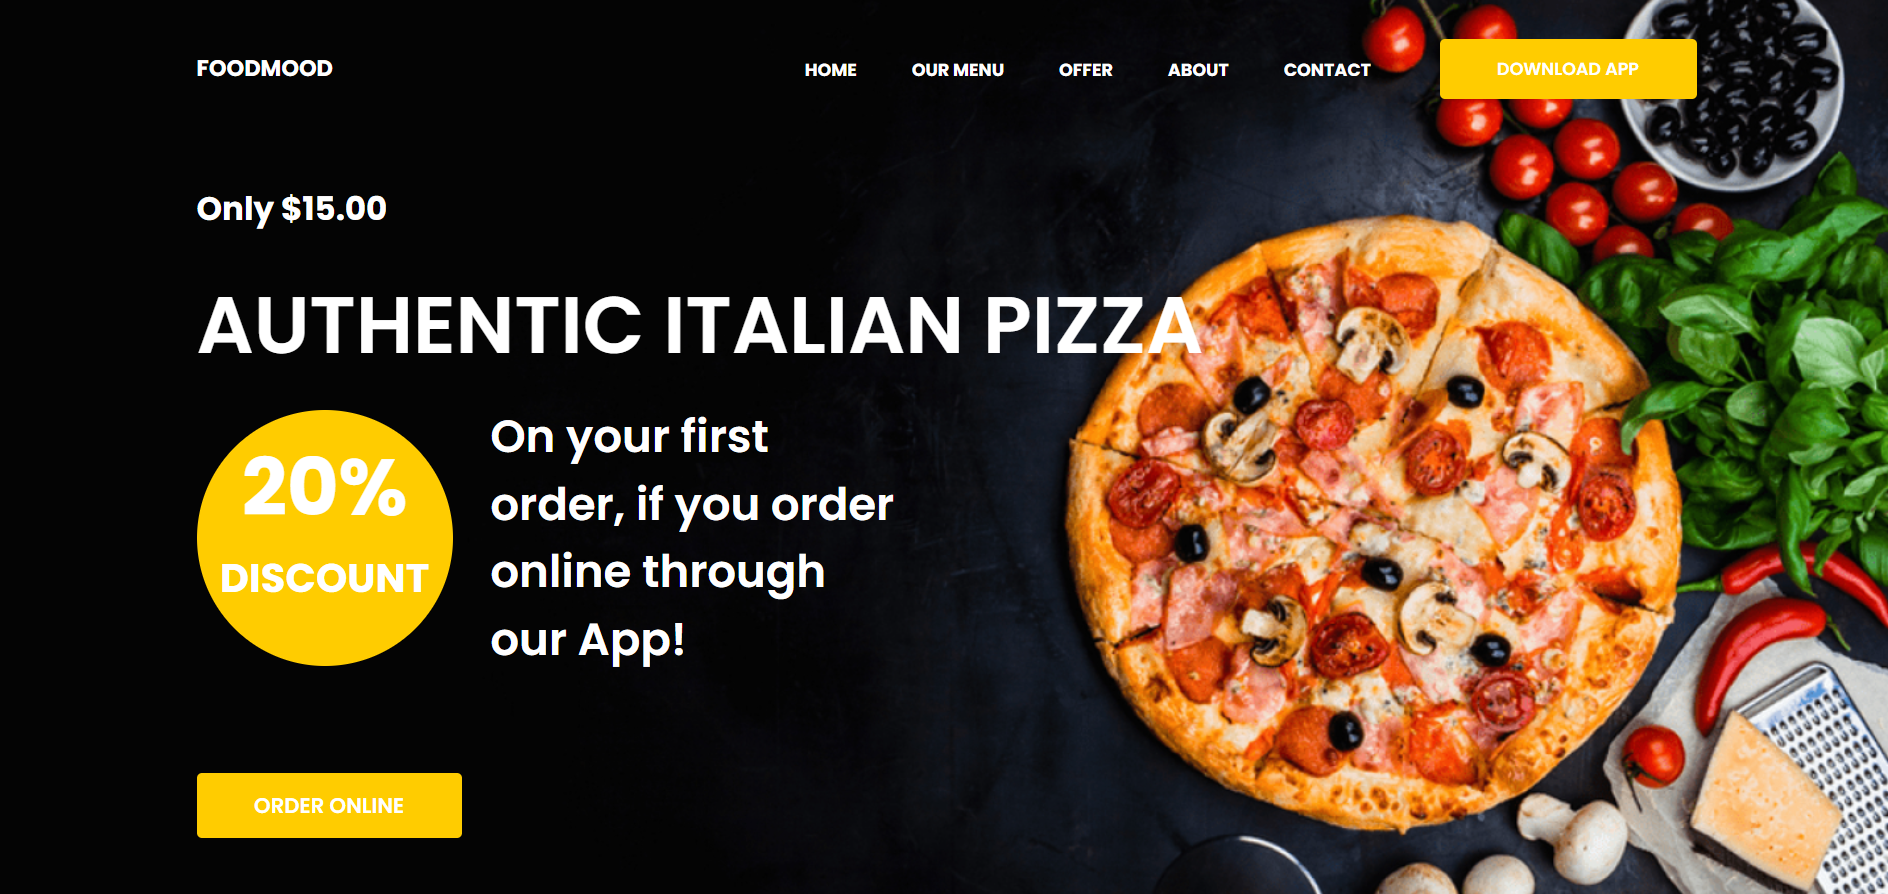 FOODMOOD
HOME OUR MENU OFFER ABOUT CONTACT DOWNLOAD APP
Only $15.00
AUTHENTIC ITALIAN PIZZA
20%
DISCOUNT
On your first
order, if you order
online through
our App!
ORDER ONLINE